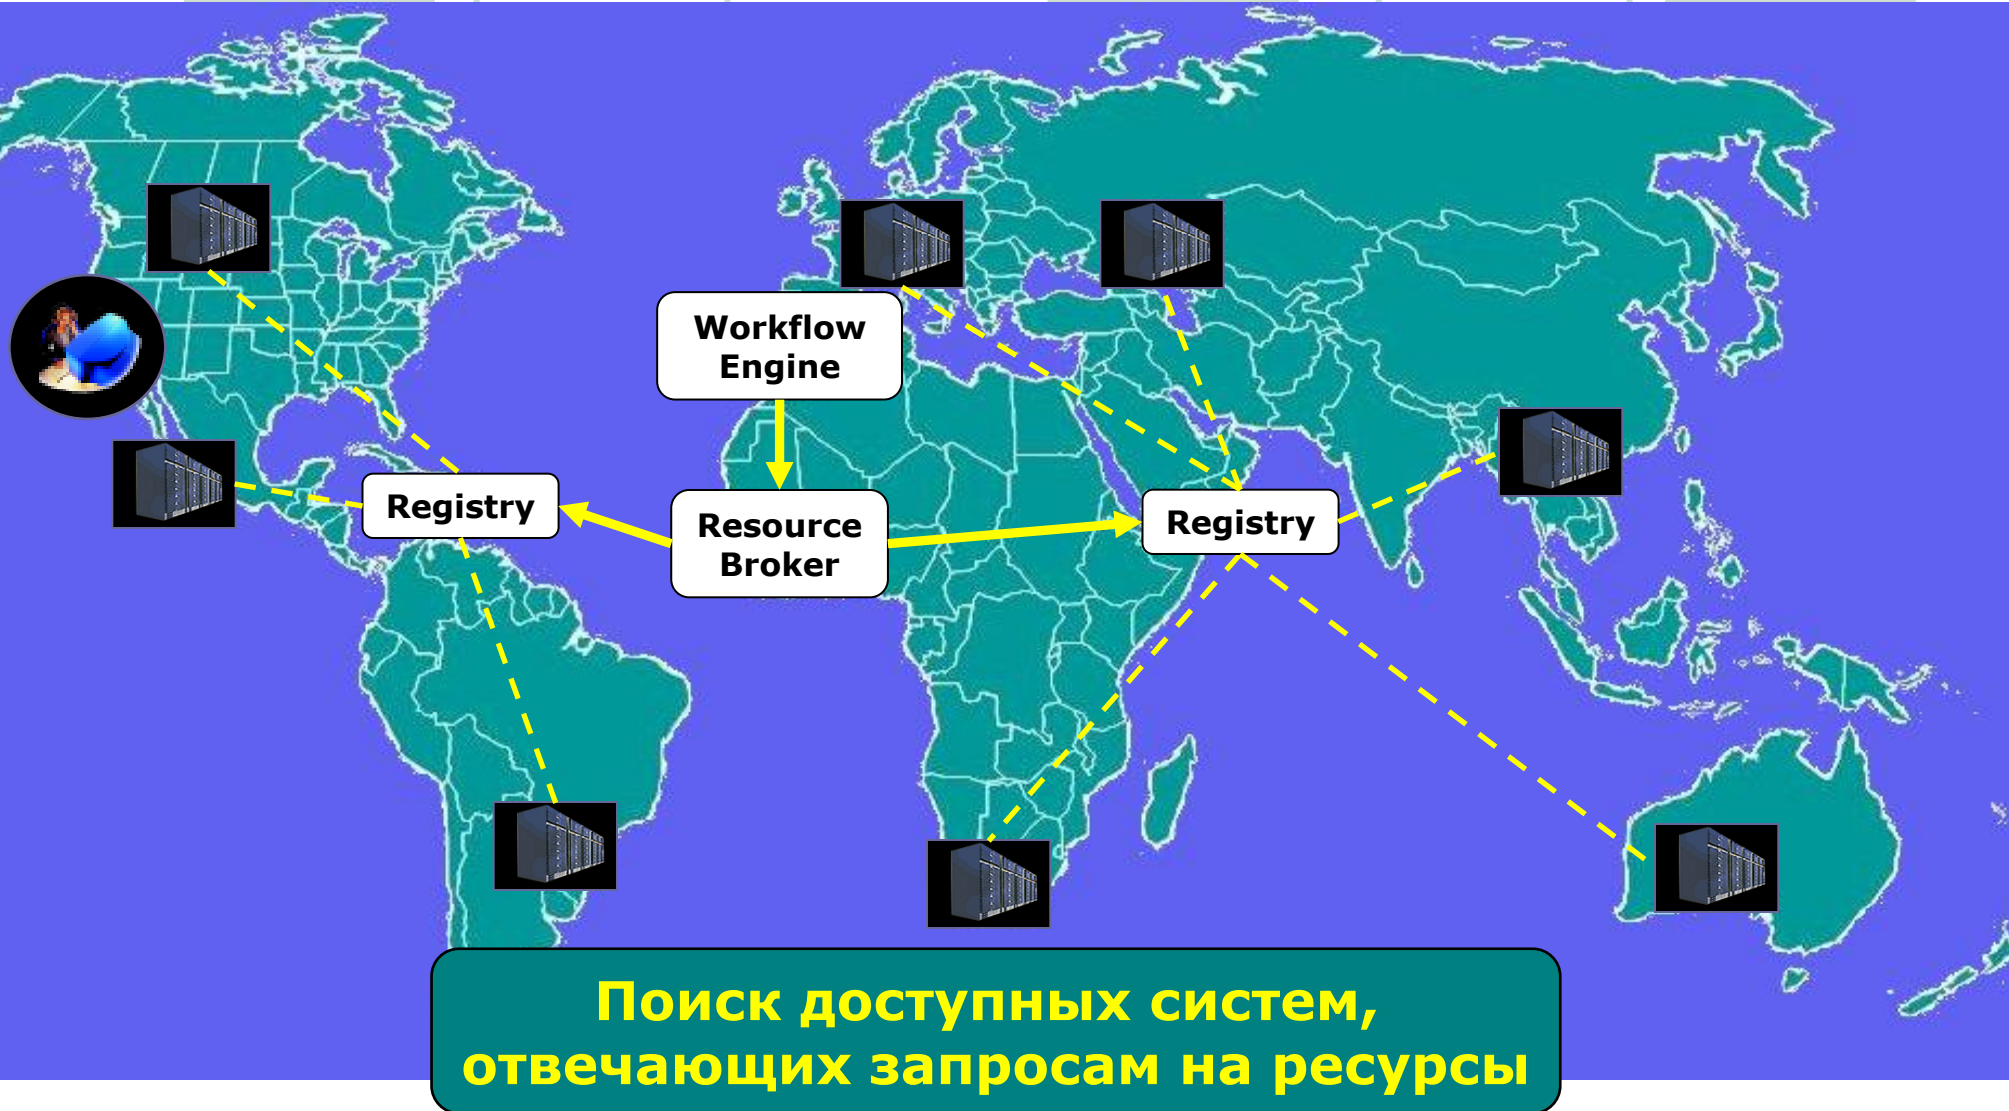 Workflow
Engine
Registry
Resource
Broker
Registry
Поиск доступных систем,
отвечающих запросам на ресурсы